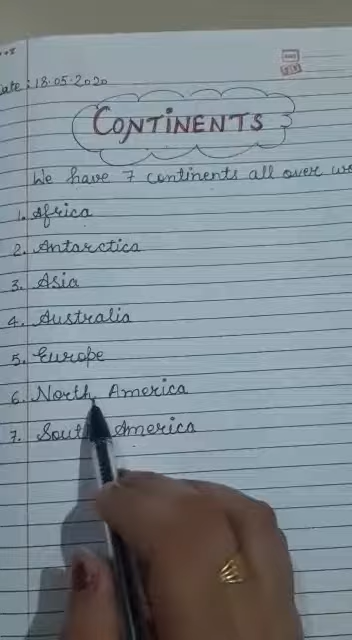 ate : 18.05.2020
CONTINENTS
We have 7 continents all over
1. Africa
2. Antarctica
3. Asia
4. Australia
5. Europe
6. North America
7. South America